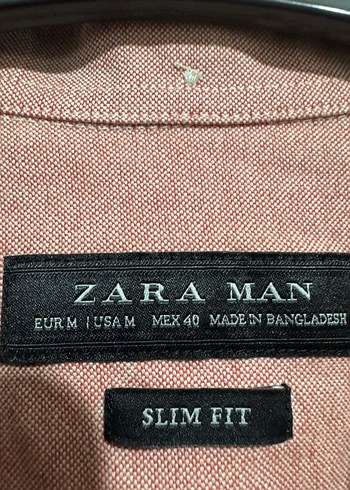 ZARA MAN
EUR M | USA M MEX 40 MADE IN BANGLADESH
SLIM FIT